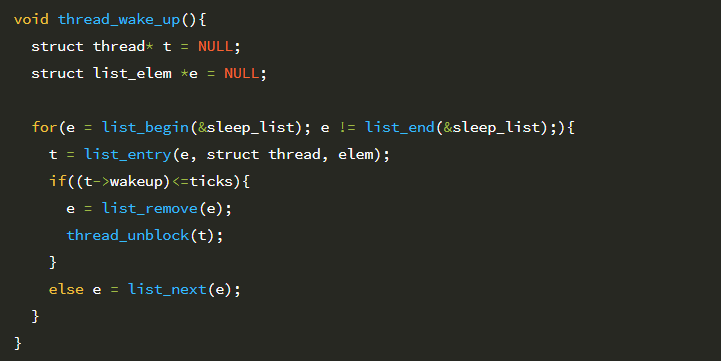 void thread_wake_up(){
  struct thread* t = NULL;
  struct list_elem *e = NULL;

  for(e = list_begin(&sleep_list); e != list_end(&sleep_list);){
    t = list_entry(e, struct thread, elem);
    if((t->wakeup)<=ticks){
      e = list_remove(e);
      thread_unblock(t);
    }
    else e = list_next(e);
  }
}